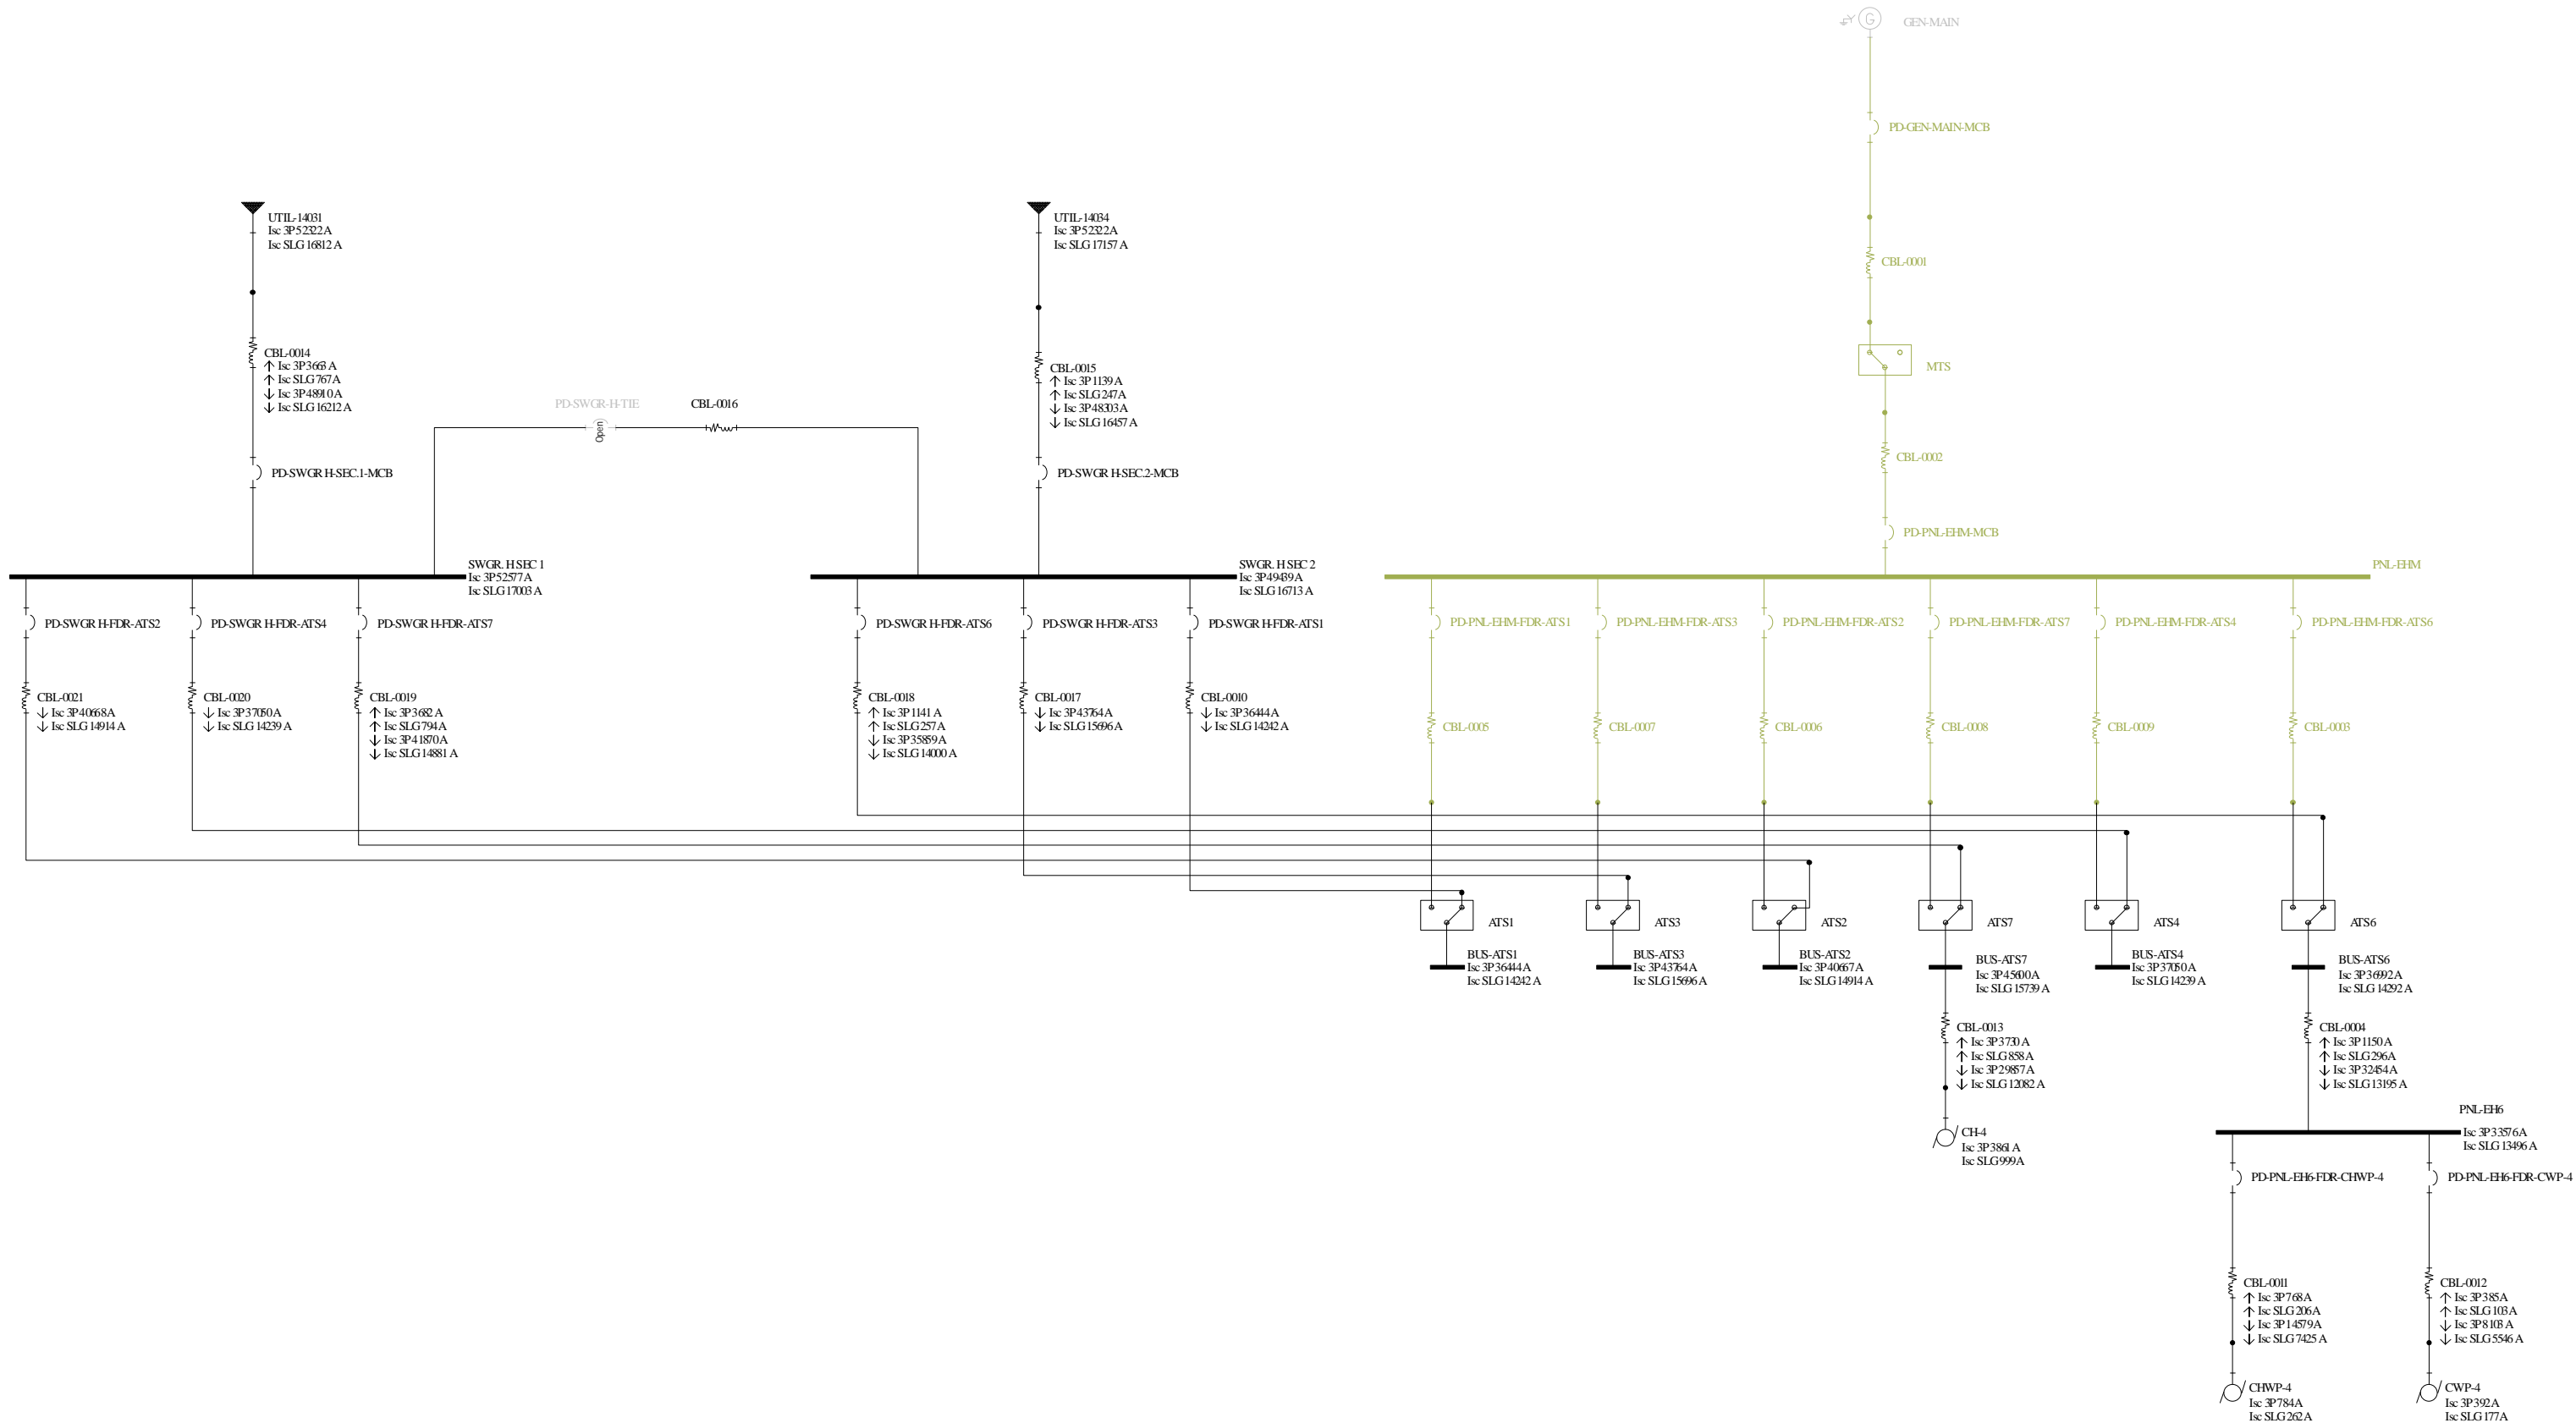 GEN-MAIN
PD-GEN-MAIN-MCB
UTIL-14031
Isc 3P 52322 A
Isc SLG 16812 A
UTIL-14034
Isc 3P 52322 A
Isc SLG 17157 A
CBL-0001
CBL-0014
Isc 3P 3663 A
Isc SLG 767 A
Isc 3P 48910 A
Isc SLG 16212 A
CBL-0015
Isc 3P 1139 A
Isc SLG 247 A
Isc 3P 48303 A
Isc SLG 16457 A
MTS
PD-SWGR-H-TIE
Open
CBL-0016
CBL-0002
PD-SWGR H-SEC.1-MCB
PD-SWGR H-SEC.2-MCB
PD-PNL-EHM-MCB
SWGR. H SEC 1
Isc 3P 52577 A
Isc SLG 17003 A
SWGR. H SEC 2
Isc 3P 49439 A
Isc SLG 16713 A
PNL-EHM
PD-SWGR H-FDR-ATS2
PD-SWGR H-FDR-ATS4
PD-SWGR H-FDR-ATS7
PD-SWGR H-FDR-ATS6
PD-SWGR H-FDR-ATS3
PD-SWGR H-FDR-ATS1
PD-PNL-EHM-FDR-ATS1
PD-PNL-EHM-FDR-ATS3
PD-PNL-EHM-FDR-ATS2
PD-PNL-EHM-FDR-ATS7
PD-PNL-EHM-FDR-ATS4
PD-PNL-EHM-FDR-ATS6
CBL-0021
Isc 3P 40668 A
Isc SLG 14914 A
CBL-0020
Isc 3P 37050 A
Isc SLG 14239 A
CBL-0019
Isc 3P 3682 A
Isc SLG 794 A
Isc 3P 41870 A
Isc SLG 14881 A
CBL-0018
Isc 3P 1141 A
Isc SLG 257 A
Isc 3P 35859 A
Isc SLG 14000 A
CBL-0017
Isc 3P 43764 A
Isc SLG 15696 A
CBL-0010
Isc 3P 36444 A
Isc SLG 14242 A
CBL-0005
CBL-0007
CBL-0006
CBL-0008
CBL-0009
CBL-0003
ATS1
ATS3
ATS2
ATS7
ATS4
ATS6
BUS-ATS1
Isc 3P 36444 A
Isc SLG 14242 A
BUS-ATS3
Isc 3P 43764 A
Isc SLG 15696 A
BUS-ATS2
Isc 3P 40667 A
Isc SLG 14914 A
BUS-ATS7
Isc 3P 45600 A
Isc SLG 15739 A
BUS-ATS4
Isc 3P 37050 A
Isc SLG 14239 A
BUS-ATS6
Isc 3P 36992 A
Isc SLG 14292 A
CBL-0013
Isc 3P 3730 A
Isc SLG 858 A
Isc 3P 29857 A
Isc SLG 12082 A
CBL-0004
Isc 3P 1150 A
Isc SLG 296 A
Isc 3P 32454 A
Isc SLG 13195 A
CH-4
Isc 3P 3861 A
Isc SLG 999 A
PNL-EH6
Isc 3P 33576 A
Isc SLG 13496 A
PD-PNL-EH6-FDR-CHWP-4
PD-PNL-EH6-FDR-CWP-4
CBL-0011
Isc 3P 768 A
Isc SLG 206 A
Isc 3P 14579 A
Isc SLG 7425 A
CBL-0012
Isc 3P 385 A
Isc SLG 103 A
Isc 3P 8103 A
Isc SLG 5546 A
CHWP-4
Isc 3P 784 A
Isc SLG 262 A
CWP-4
Isc 3P 392 A
Isc SLG 177 A